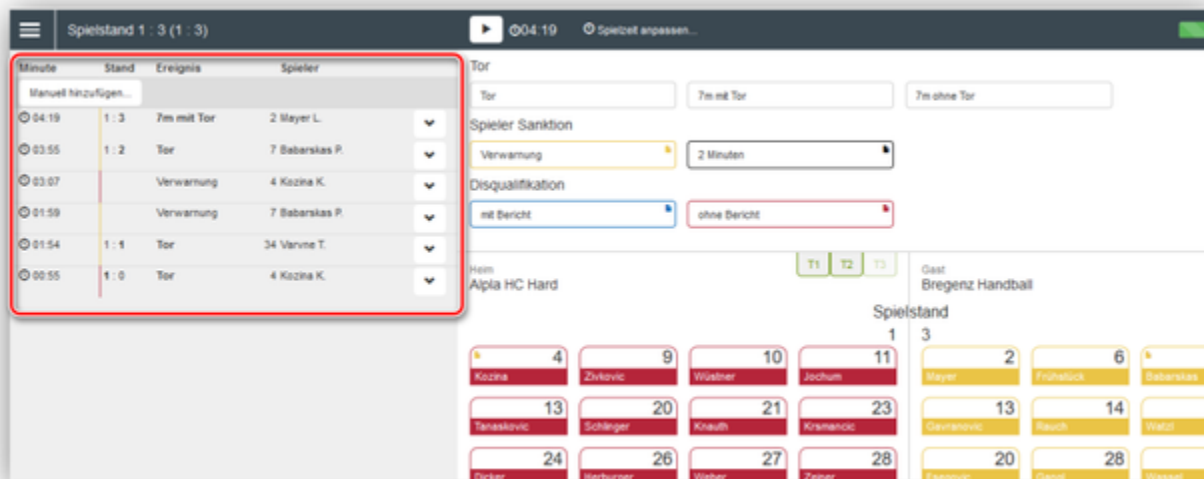 Spielstand 1 : 3 (1 : 3)
04:19 Spielzeit anpassen...
Minute Stand Ereignis Spieler
Manuell hinzufügen...
04:19 1 : 3 7m mit Tor 2 Mayer L.
03:55 1 : 2 Tor 7 Babarskas P.
03:07 Verwarnung 4 Kozina K.
01:59 Verwarnung 7 Babarskas P.
01:54 1 : 1 Tor 34 Varvne T.
00:55 1 : 0 Tor 4 Kozina K.
Tor
Tor 7m mit Tor 7m ohne Tor
Spieler Sanktion
Verwarnung 2 Minuten
Disqualifikation
mit Bericht ohne Bericht
Heim
Alpla HC Hard
T1 T2 T3
Gast
Bregenz Handball
Spielstand
1 3
4 9 10 11 2 6
Kozina Zivkovic Wüstner Jochum Mayer Frühstück Babarskas
13 20 21 23 13 14
Tanaskovic Schlinger Knauth Krsmancic Gavranovic Rauch Watzl
24 26 27 28 20 28
Dicker Herburger Weber Zeiner